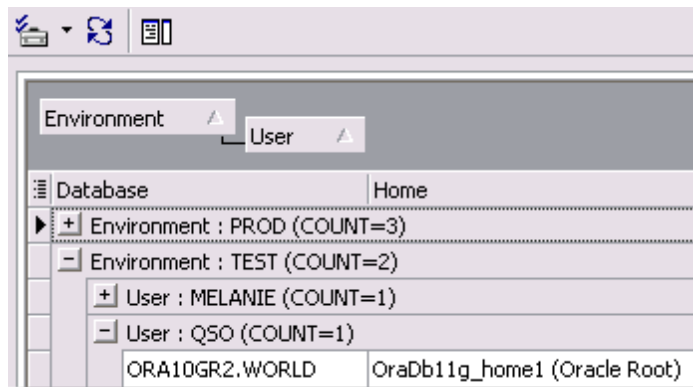 Environment
User
Database Home
Environment : PROD (COUNT=3)
Environment : TEST (COUNT=2)
User : MELANIE (COUNT=1)
User : QSO (COUNT=1)
ORA10GR2.WORLD OraDb11g_home1 (Oracle Root)